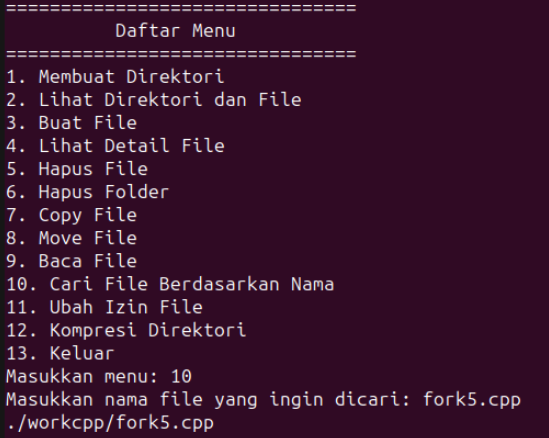 ================================
Daftar Menu
================================
1. Membuat Direktori
2. Lihat Direktori dan File
3. Buat File
4. Lihat Detail File
5. Hapus File
6. Hapus Folder
7. Copy File
8. Move File
9. Baca File
10. Cari File Berdasarkan Nama
11. Ubah Izin File
12. Kompresi Direktori
13. Keluar
Masukkan menu: 10
Masukkan nama file yang ingin dicari: fork5.cpp
./workcpp/fork5.cpp